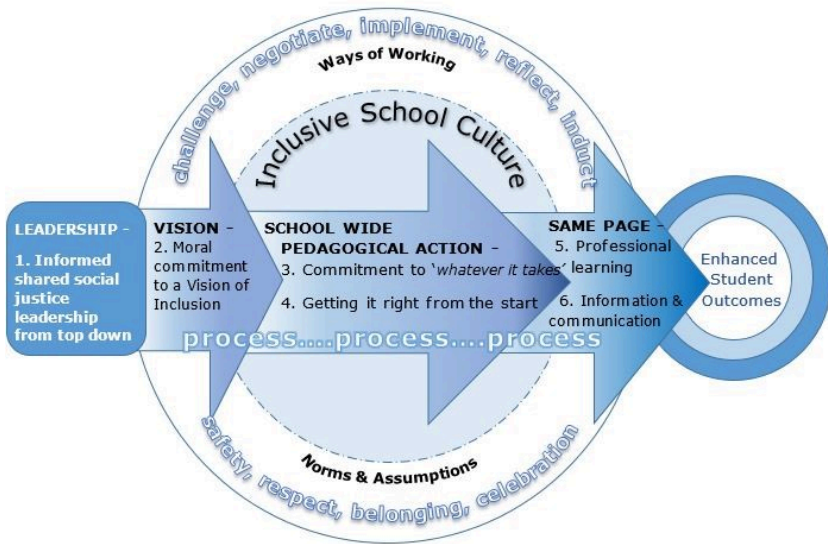 challenge, negotiate, implement, reflect, induct
Ways of Working
Inclusive School Culture
LEADERSHIP -
1. Informed
shared social
justice
leadership
from top down
VISION -
2. Moral
commitment
to a Vision of
Inclusion
SCHOOL WIDE
PEDAGOGICAL ACTION -
3. Commitment to ‘whatever it takes’
4. Getting it right from the start
SAME PAGE -
5. Professional
learning
6. Information &
communication
process....process....process
Enhanced
Student
Outcomes
Norms & Assumptions
safety, respect, belonging, celebration